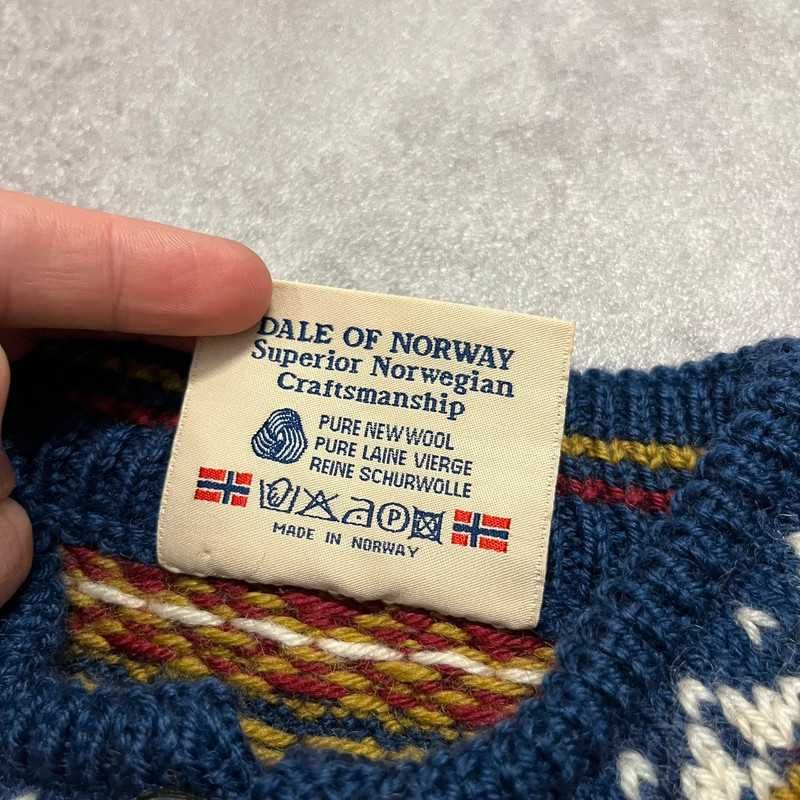 DALE OF NORWAY
Superior Norwegian
Craftsmanship
PURE NEW WOOL
PURE LAINE VIERGE
REINE SCHURWOLLE
P
MADE IN NORWAY